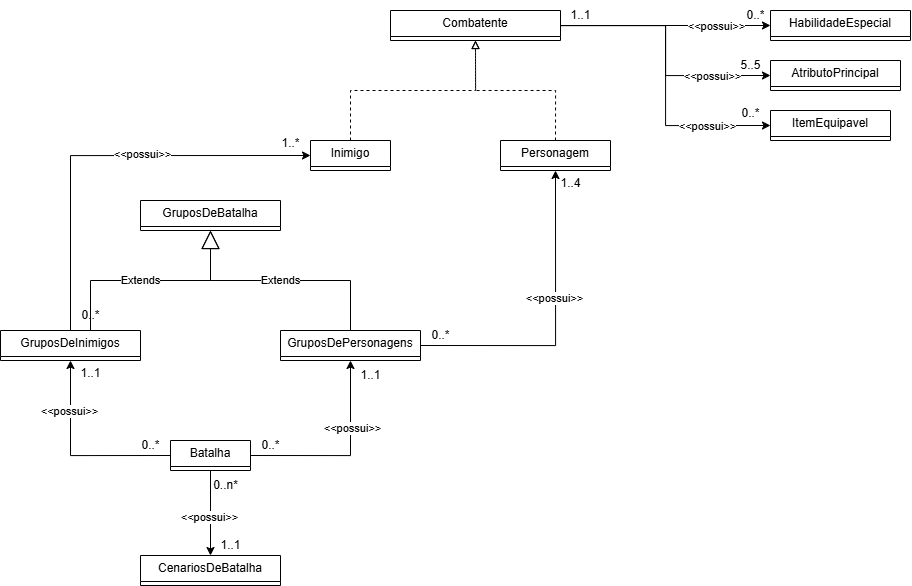 Combatente
1..1
<<possui>>
0..*
HabilidadeEspecial
<<possui>>
5..5
AtributoPrincipal
<<possui>>
0..*
ItemEquipavel
<<possui>>
1..*
Inimigo
Personagem
1..4
GruposDeBatalha
Extends
Extends
<<possui>>
0..*
GruposDeInimigos
GruposDePersonagens
0..*
1..1
1..1
<<possui>>
<<possui>>
0..*
Batalha
0..*
0..n*
<<possui>>
1..1
CenariosDeBatalha